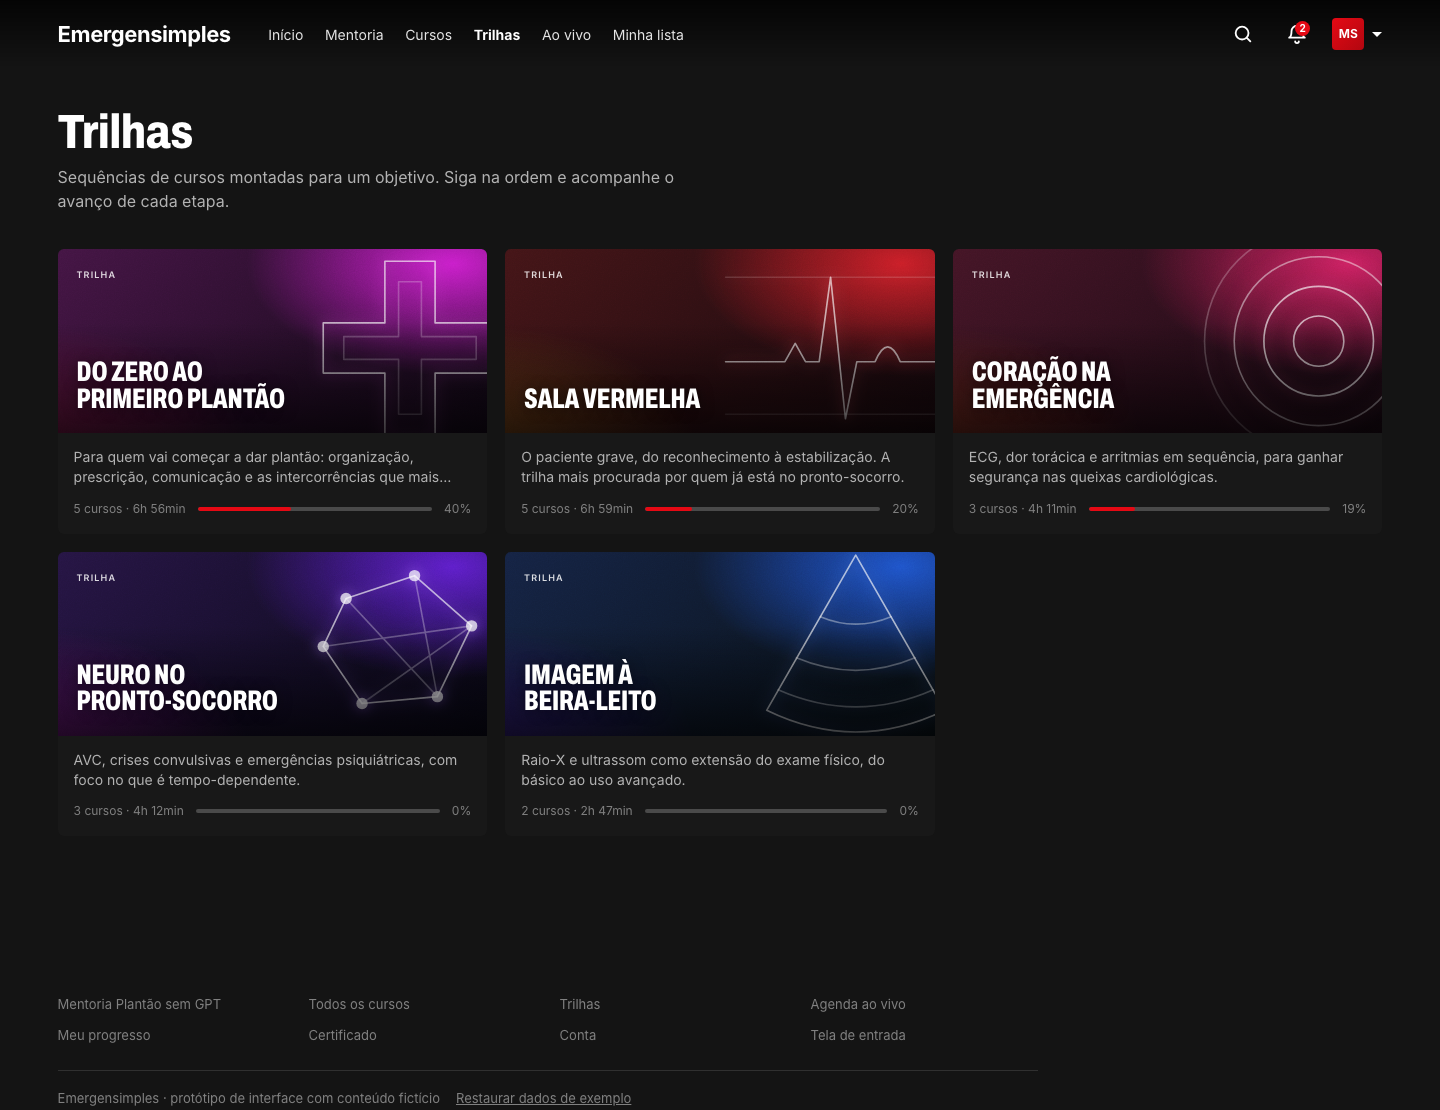 Emergensimples
Início
Mentoria
Cursos
Trilhas
Ao vivo
Minha lista
2
MS
Trilhas
Sequências de cursos montadas para um objetivo. Siga na ordem e acompanhe o
avanço de cada etapa.
TRILHA
DO ZERO AO
PRIMEIRO PLANTÃO
Para quem vai começar a dar plantão: organização,
prescrição, comunicação e as intercorrências que mais…
5 cursos · 6h 56min
40%
TRILHA
SALA VERMELHA
O paciente grave, do reconhecimento à estabilização. A
trilha mais procurada por quem já está no pronto-socorro.
5 cursos · 6h 59min
20%
TRILHA
CORAÇÃO NA
EMERGÊNCIA
ECG, dor torácica e arritmias em sequência, para ganhar
segurança nas queixas cardiológicas.
3 cursos · 4h 11min
19%
TRILHA
NEURO NO
PRONTO-SOCORRO
AVC, crises convulsivas e emergências psiquiátricas, com
foco no que é tempo-dependente.
3 cursos · 4h 12min
0%
TRILHA
IMAGEM À
BEIRA-LEITO
Raio-X e ultrassom como extensão do exame físico, do
básico ao uso avançado.
2 cursos · 2h 47min
0%
Mentoria Plantão sem GPT
Todos os cursos
Trilhas
Agenda ao vivo
Meu progresso
Certificado
Conta
Tela de entrada
Emergensimples · protótipo de interface com conteúdo fictício
Restaurar dados de exemplo